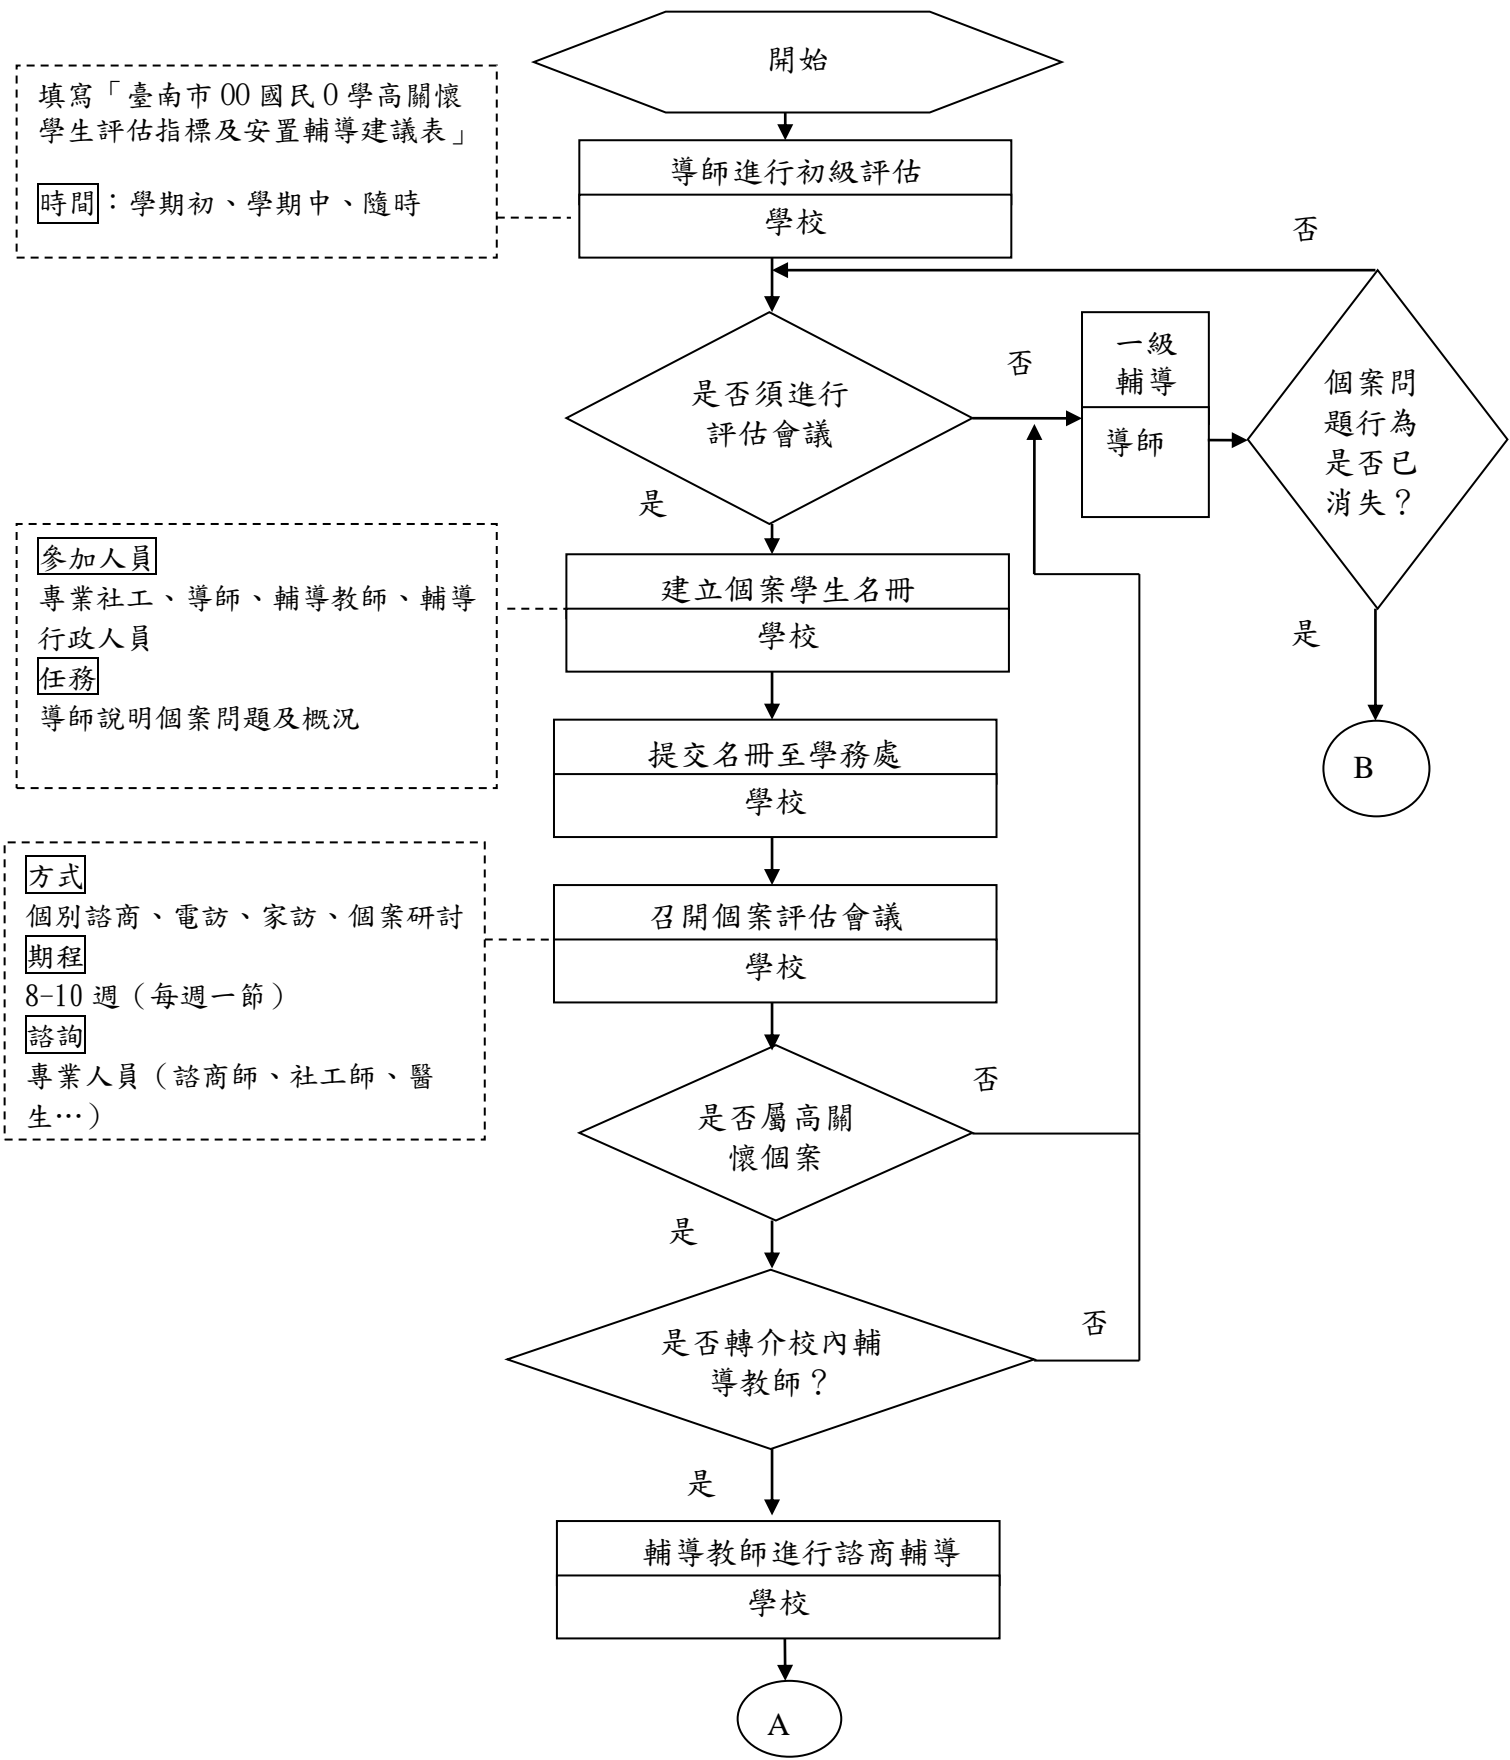 開始
填寫「臺南市 00 國民 0 學高關懷
學生評估指標及安置輔導建議表」
時間：學期初、學期中、隨時
導師進行初級評估
學校
否
是否須進行
評估會議
否
一級
輔導
導師
個案問
題行為
是否已
消失？
是
是
B
參加人員
專業社工、導師、輔導教師、輔導
行政人員
任務
導師說明個案問題及概況
建立個案學生名冊
學校
提交名冊至學務處
學校
方式
個別諮商、電訪、家訪、個案研討
期程
8-10 週（每週一節）
諮詢
專業人員（諮商師、社工師、醫
生…）
召開個案評估會議
學校
是否屬高關
懷個案
否
是
是否轉介校內輔
導教師？
否
是
輔導教師進行諮商輔導
學校
A